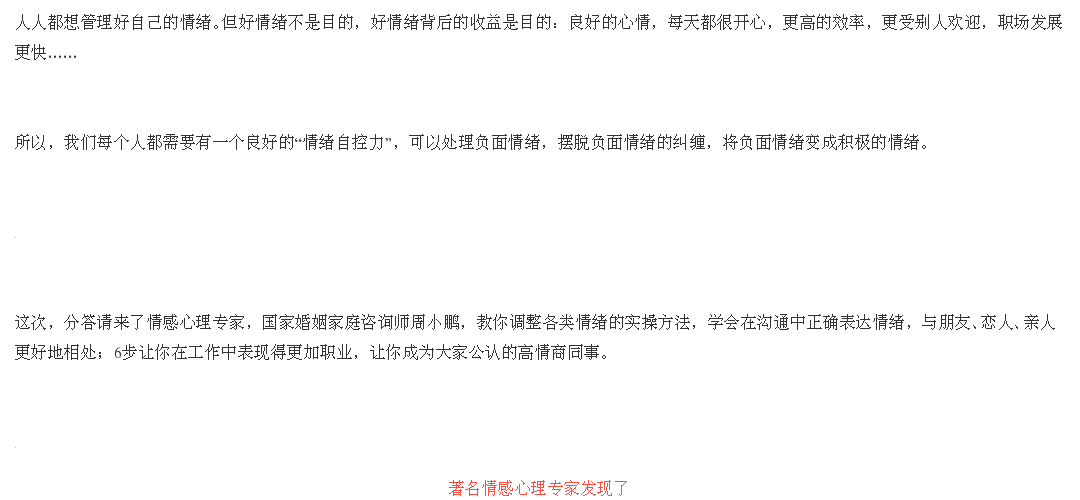 人人都想管理好自己的情绪。但好情绪不是目的，好情绪背后的收益是目的：良好的心情，每天都很开心，更高的效率，更受别人欢迎，职场发展
更快……
所以，我们每个人都需要有一个良好的“情绪自控力”，可以处理负面情绪，摆脱负面情绪的纠缠，将负面情绪变成积极的情绪。
这次，分答请来了情感心理专家，国家婚姻家庭咨询师周小鹏，教你调整各类情绪的实操方法，学会在沟通中正确表达情绪，与朋友、恋人、亲人
更好地相处；6步让你在工作中表现得更加职业，让你成为大家公认的高情商同事。
著名情感心理专家发现了